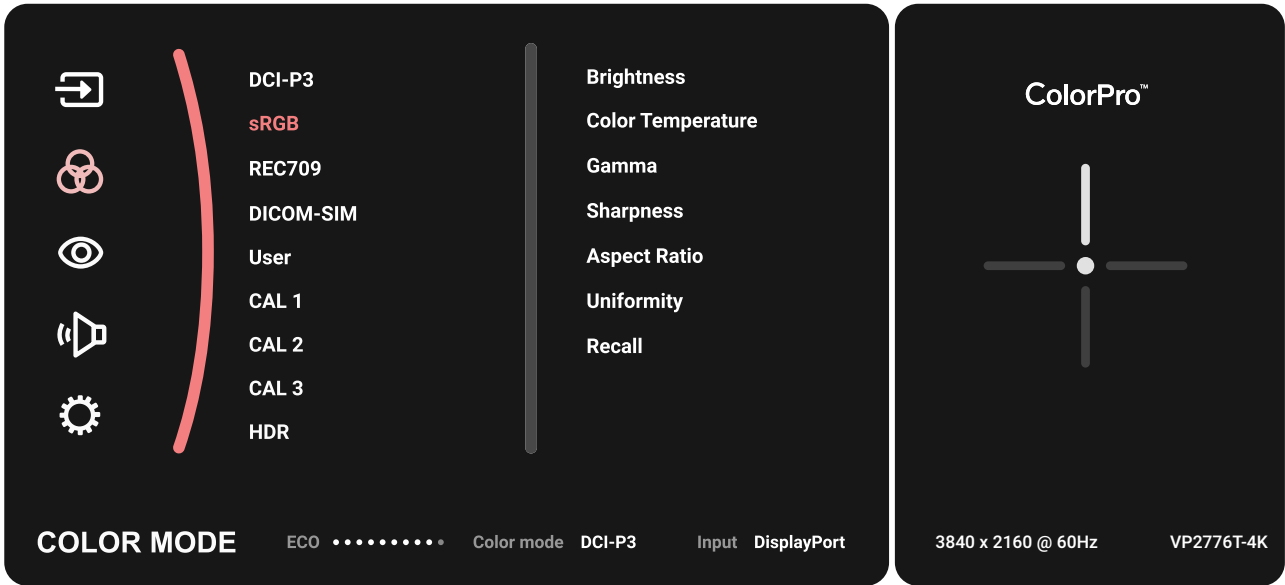 DCI-P3
sRGB
REC709
DICOM-SIM
User
CAL 1
CAL 2
CAL 3
HDR
Brightness
Color Temperature
Gamma
Sharpness
Aspect Ratio
Uniformity
Recall
COLOR MODE
ECO
Color mode DCI-P3
Input DisplayPort
ColorPro™
3840 x 2160 @ 60Hz
VP2776T-4K